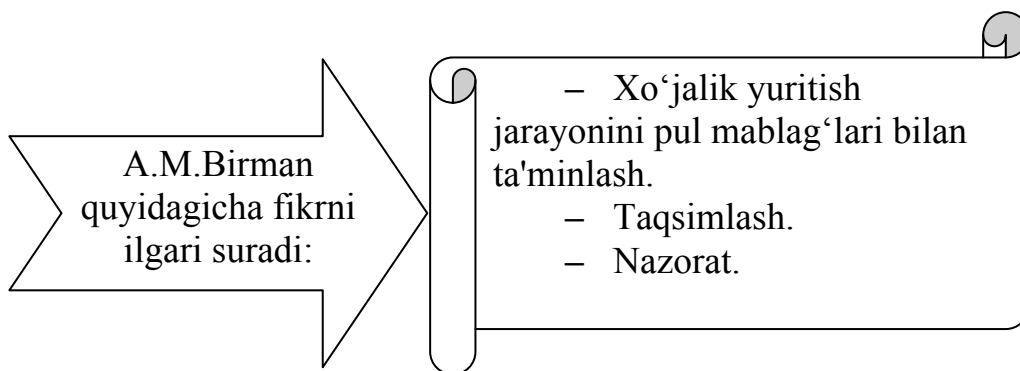 A.M.Birman
quyidagicha fikrni
ilgari suradi:
– Xo‘jalik yuritish
jarayonini pul mablag‘lari bilan
ta'minlash.
– Taqsimlash.
– Nazorat.